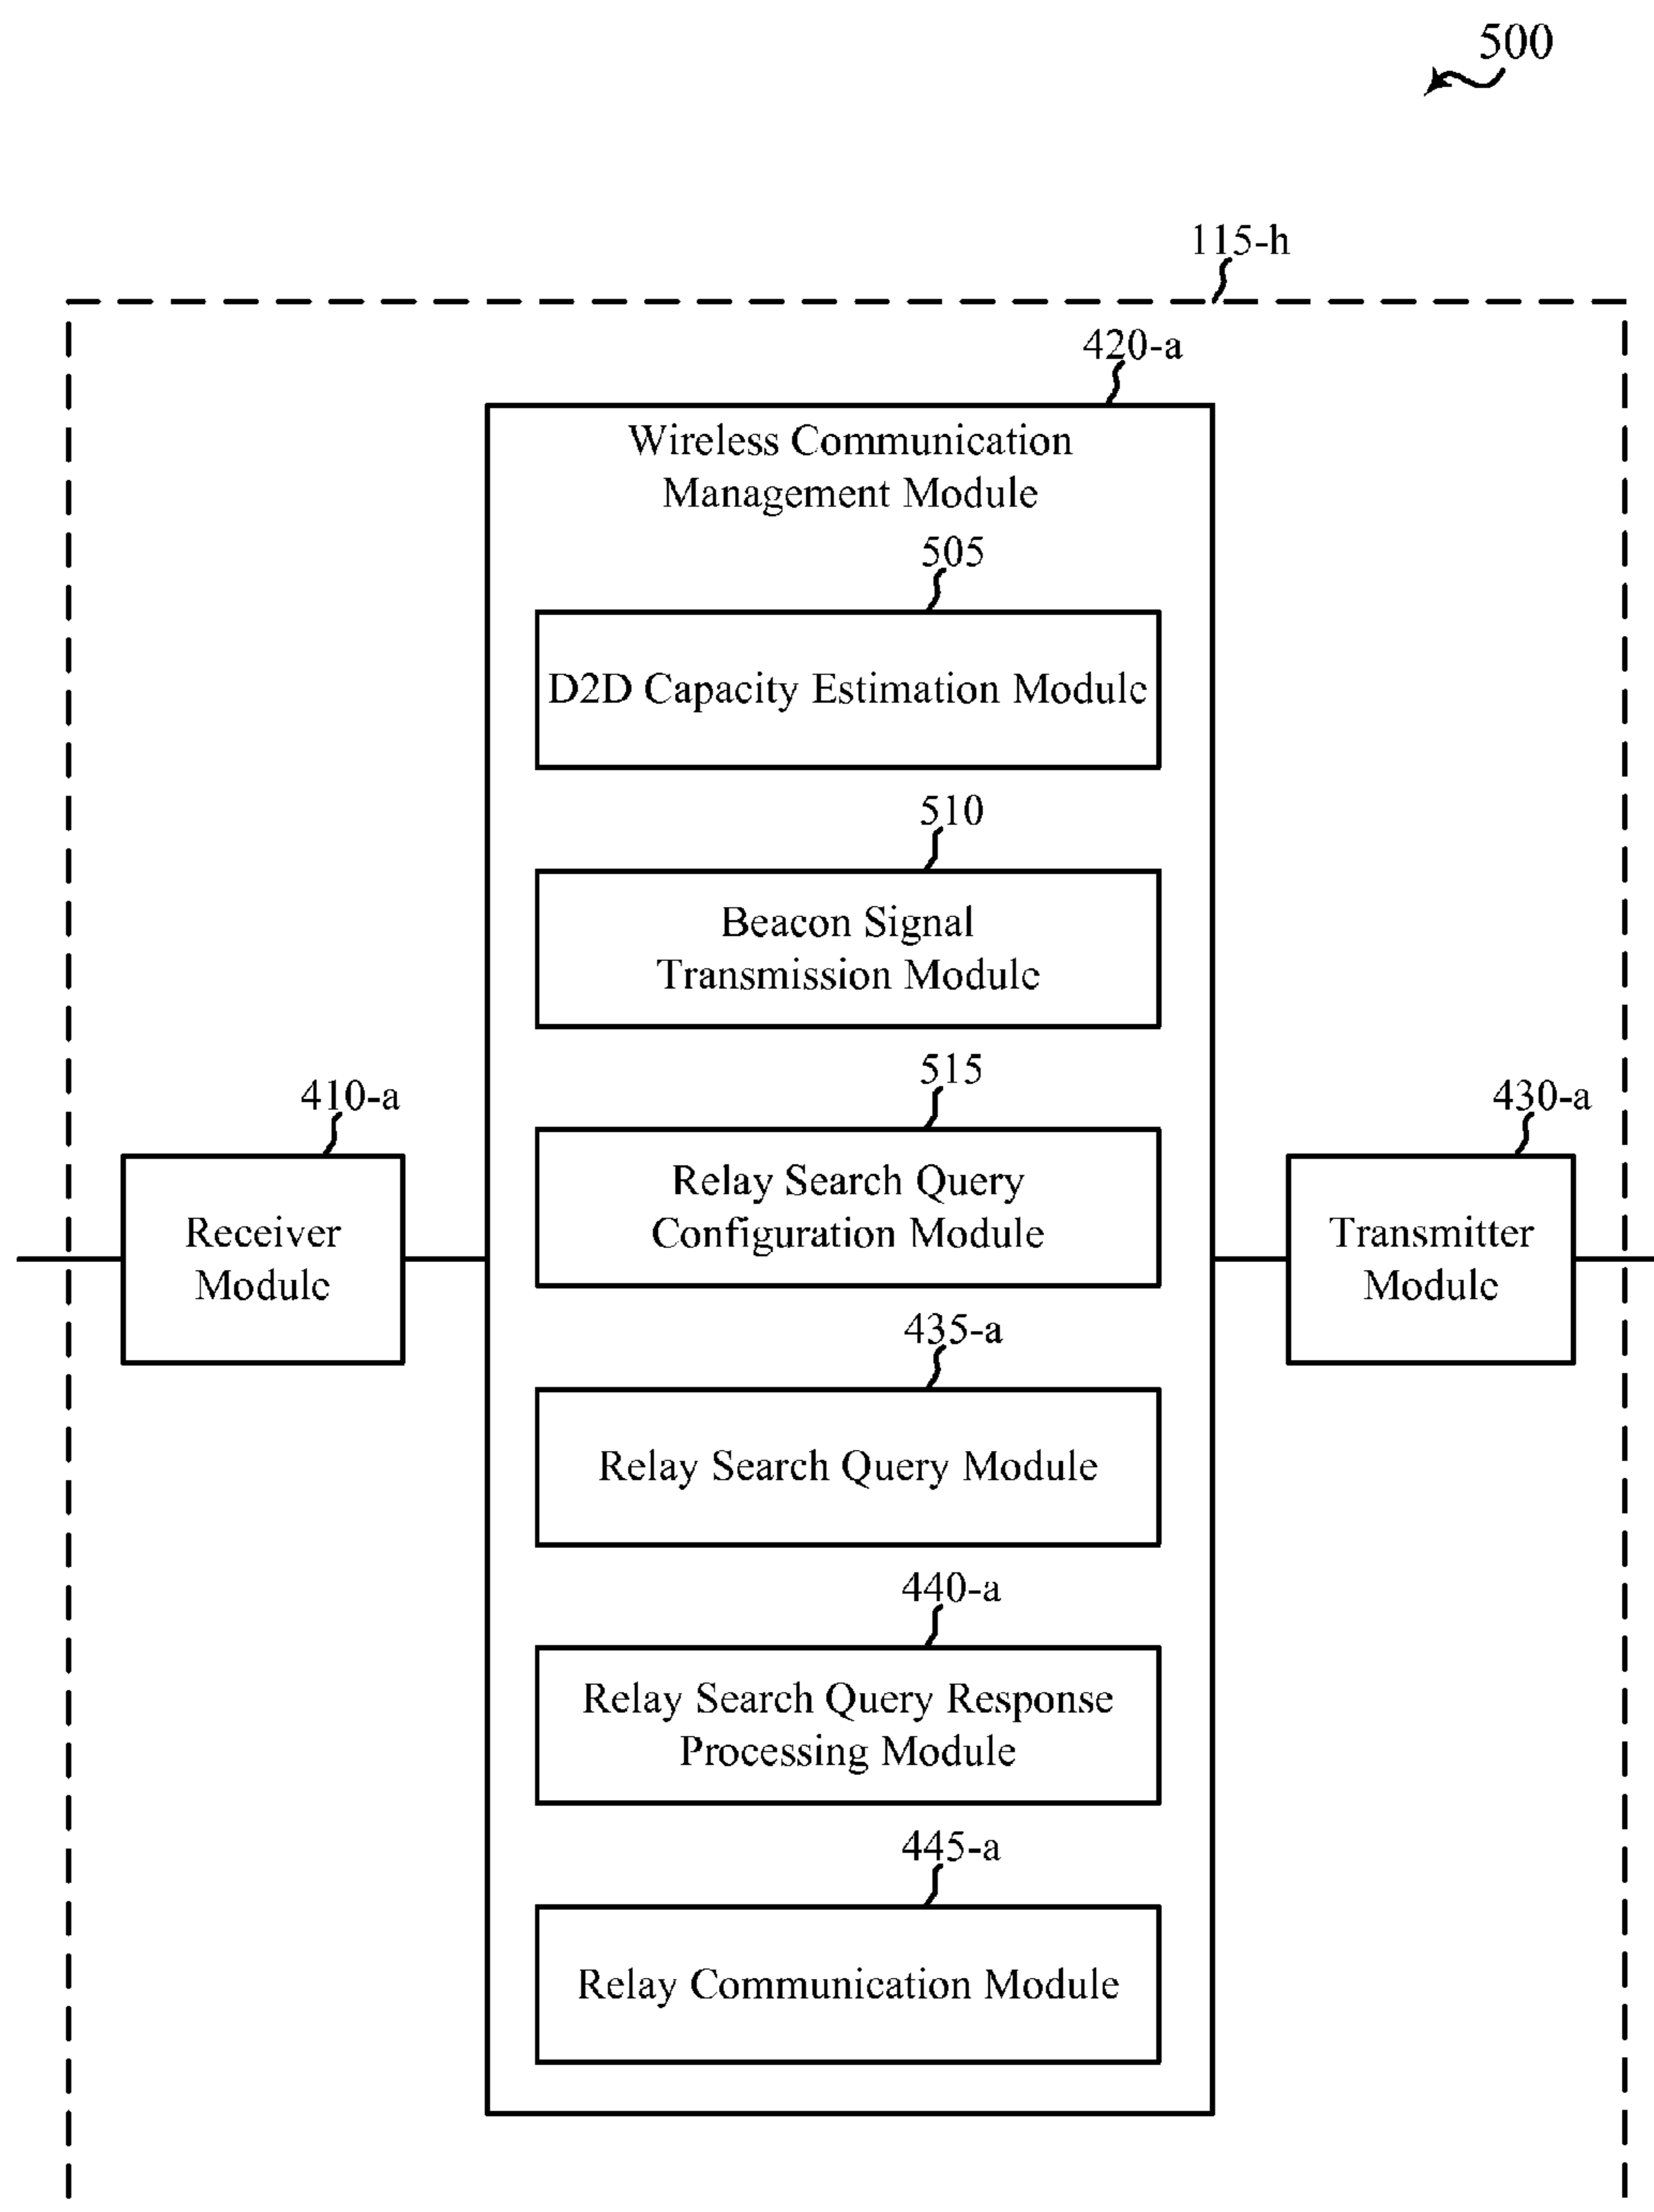 500
115-h
420-a
Wireless Communication
Management Module
505
D2D Capacity Estimation Module
510
Beacon Signal
Transmission Module
515
Relay Search Query
Configuration Module
410-a
Receiver
Module
430-a
Transmitter
Module
435-a
Relay Search Query Module
440-a
Relay Search Query Response
Processing Module
445-a
Relay Communication Module